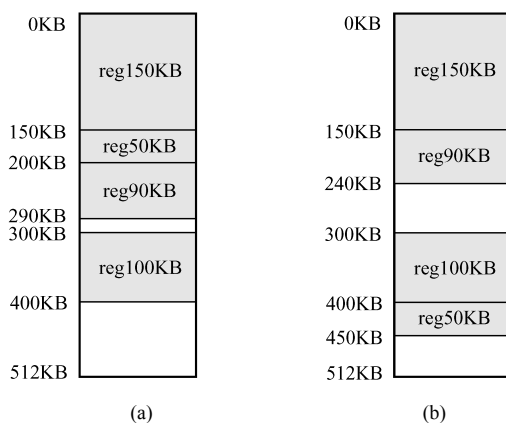 0KB
reg150KB
150KB
reg50KB
200KB
reg90KB
290KB
300KB
reg100KB
400KB
512KB
(a)
0KB
reg150KB
150KB
reg90KB
240KB
300KB
reg100KB
400KB
reg50KB
450KB
512KB
(b)